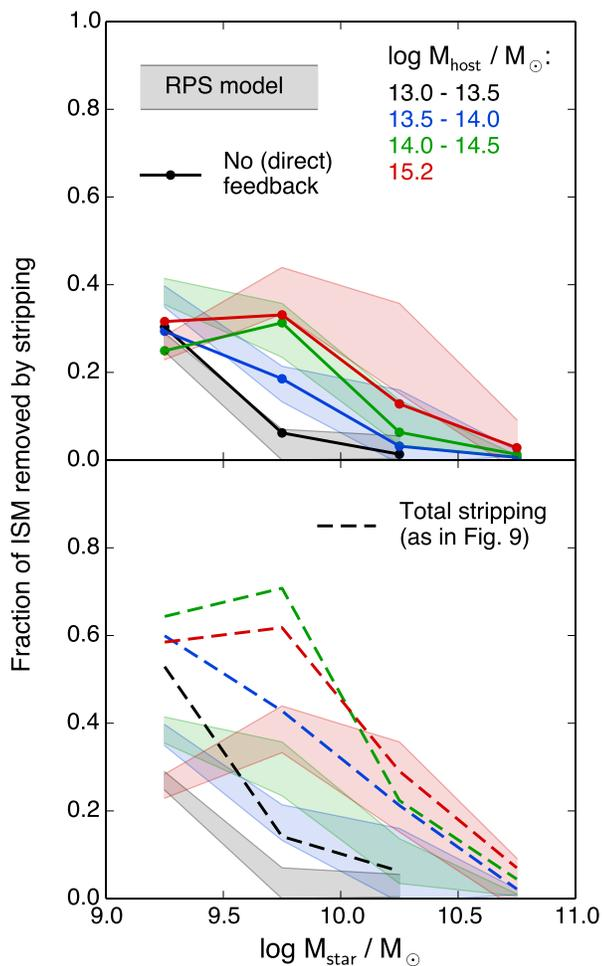 1.0
RPS model
log M_host / M_⊙:
13.0 - 13.5
13.5 - 14.0
14.0 - 14.5
15.2
No (direct)
feedback
0.8
0.6
0.4
0.2
0.0
Fraction of ISM removed by stripping
Total stripping
(as in Fig. 9)
0.8
0.6
0.4
0.2
0.0
9.0 9.5 10.0 10.5 11.0
log M_star / M_⊙